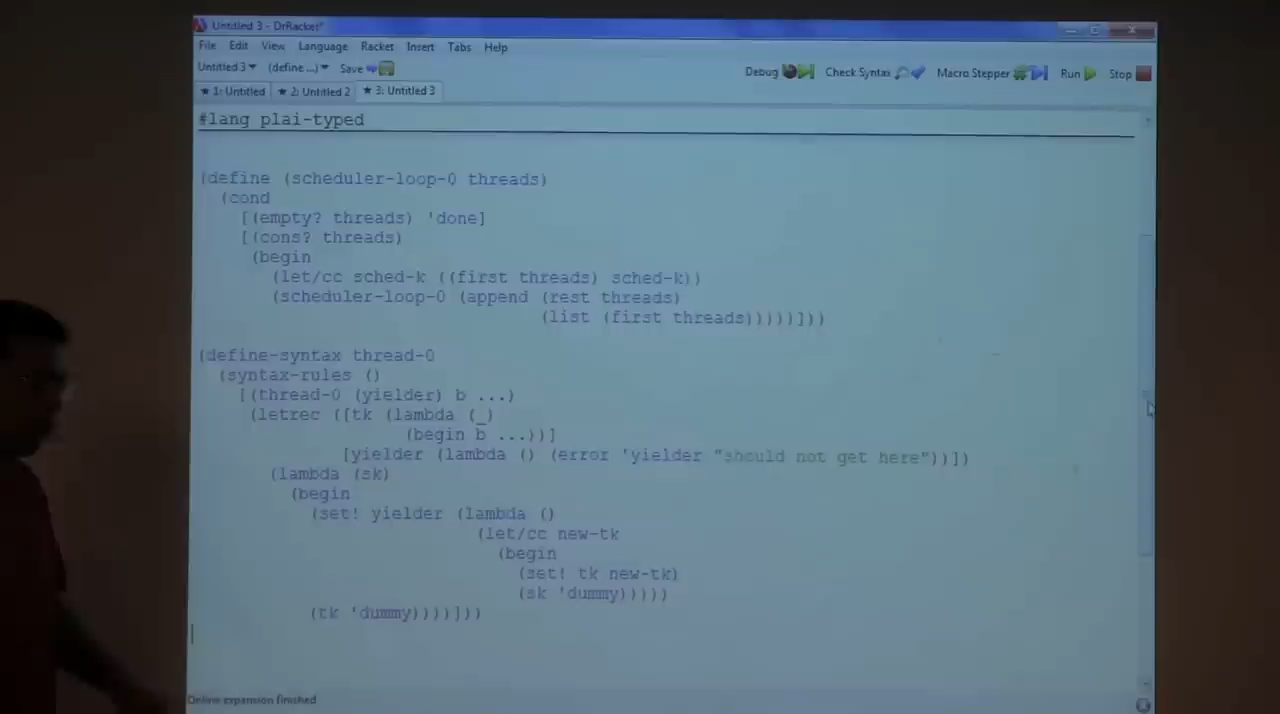 Untitled 3 - DrRacket*
File Edit View Language Racket Insert Tabs Help
Untitled 3 (define ...) Save Debug Check Syntax Macro Stepper Run Stop
1: Untitled 2: Untitled 2 3: Untitled 3
#lang plai-typed
(define (scheduler-loop-0 threads)
(cond
[(empty? threads) 'done]
[(cons? threads)
(begin
(let/cc sched-k ((first threads) sched-k))
(scheduler-loop-0 (append (rest threads)
(list (first threads)))))]))
(define-syntax thread-0
(syntax-rules ()
[(thread-0 (yielder) b ...)
(letrec ([tk (lambda (_)
(begin b ...))]
[yielder (lambda () (error 'yielder "should not get here"))])
(lambda (sk)
(begin
(set! yielder (lambda ()
(let/cc new-tk
(begin
(set! tk new-tk)
(sk 'dummy)))))
(tk 'dummy))))]))
Online expansion finished